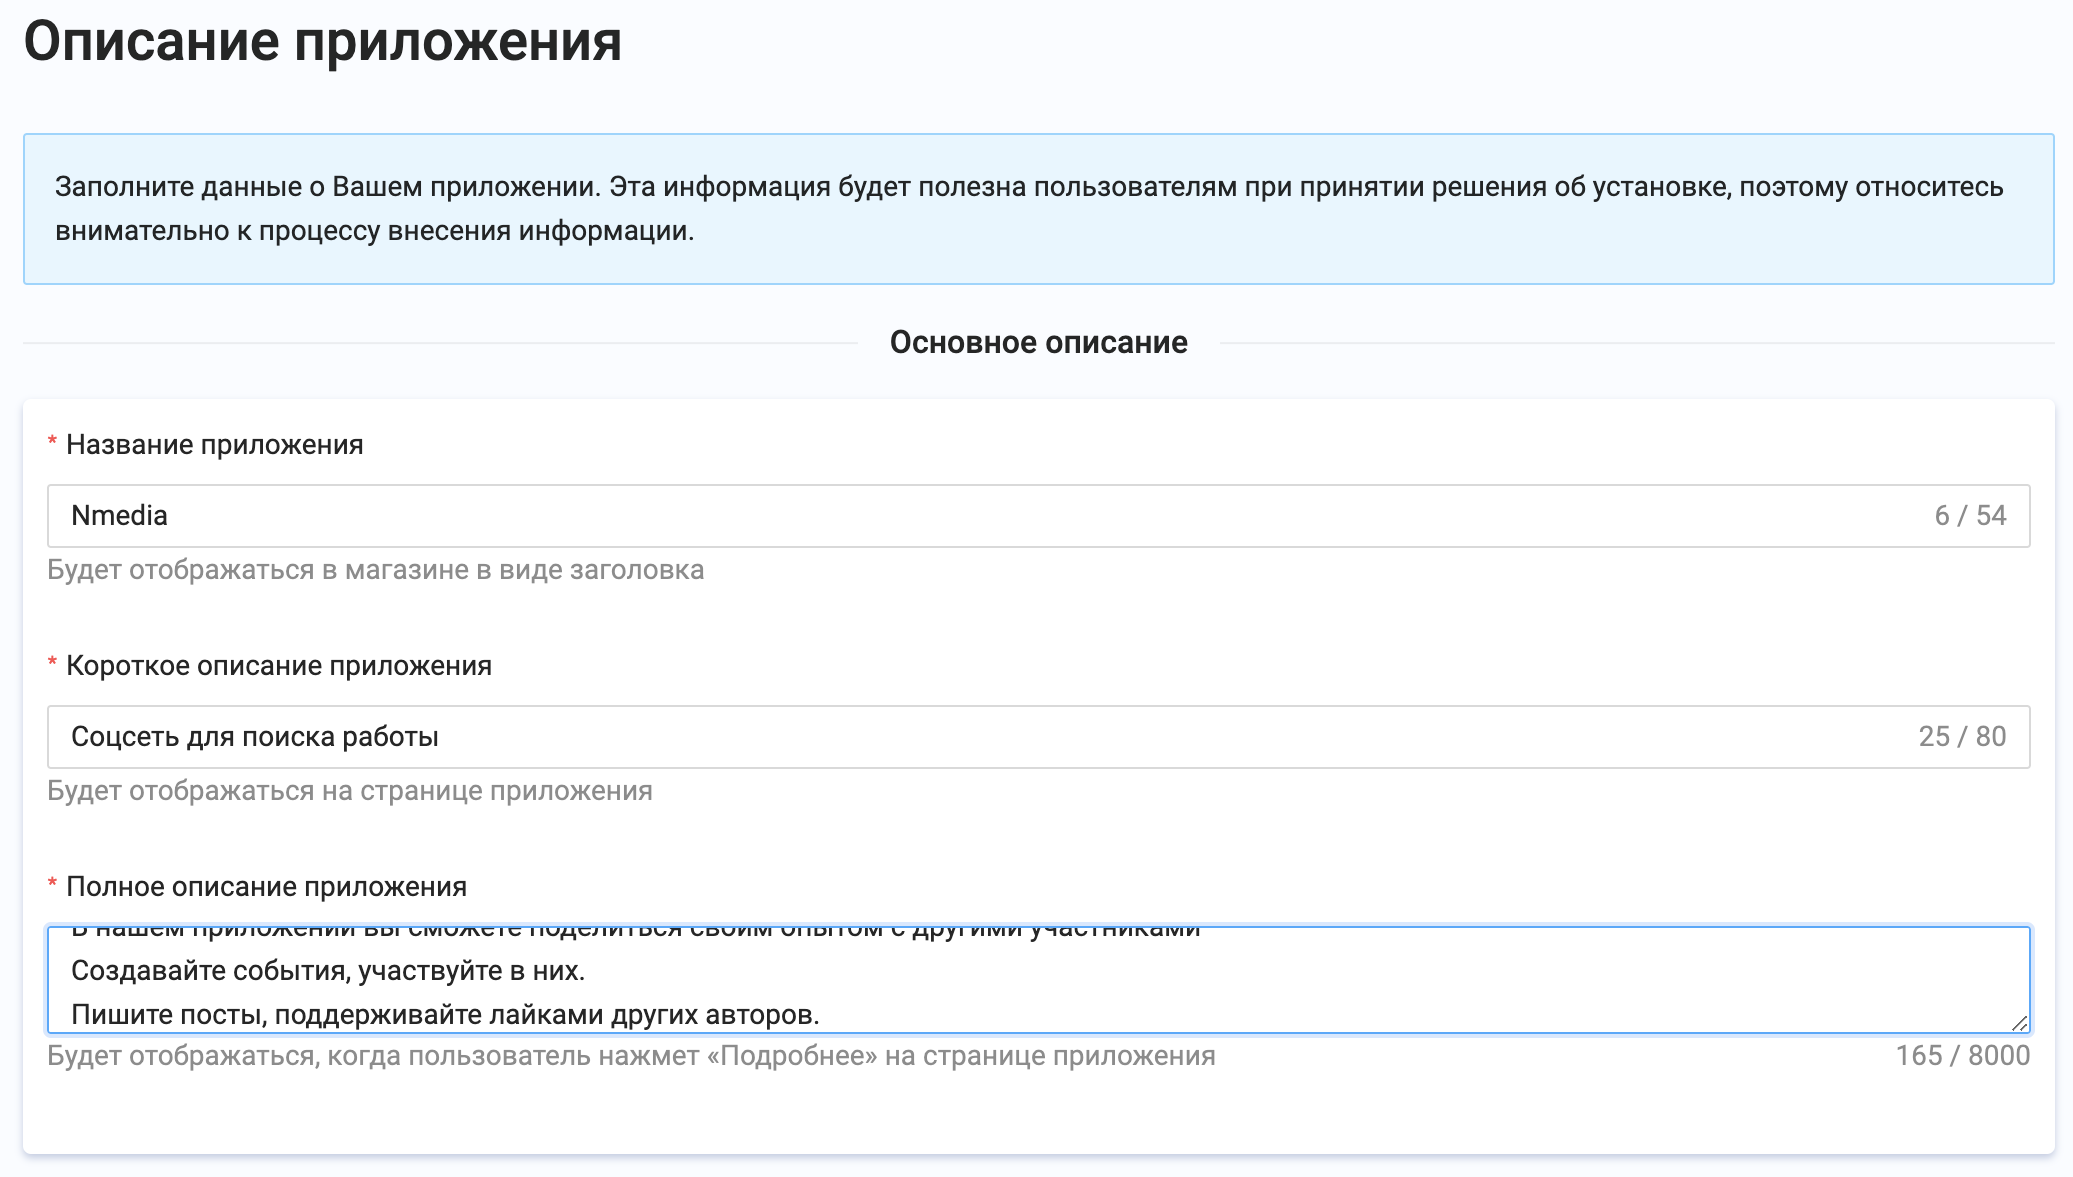 Описание приложения
Заполните данные о Вашем приложении. Эта информация будет полезна пользователям при принятии решения об установке, поэтому относитесь
внимательно к процессу внесения информации.
Основное описание
* Название приложения
Nmedia 6 / 54
Будет отображаться в магазине в виде заголовка
* Короткое описание приложения
Соцсеть для поиска работы 25 / 80
Будет отображаться на странице приложения
* Полное описание приложения
В нашем приложении вы сможете поделиться своим опытом с другими участниками
Создавайте события, участвуйте в них.
Пишите посты, поддерживайте лайками других авторов.
Будет отображаться, когда пользователь нажмет «Подробнее» на странице приложения 165 / 8000